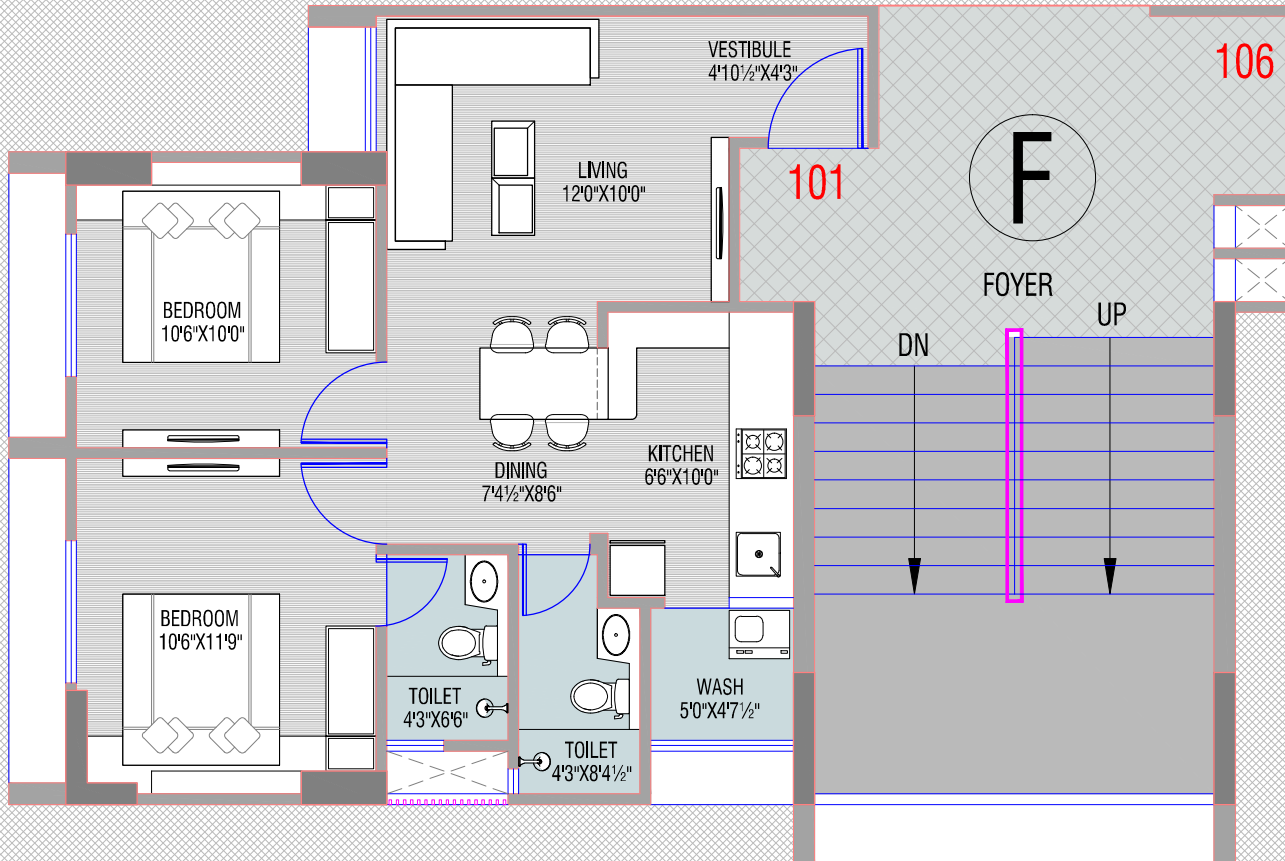 VESTIBULE
4'10½"X4'3"
106
LIVING
12'0"X10'0"
101
F
FOYER
BEDROOM
10'6"X10'0"
UP
DN
KITCHEN
6'6"X10'0"
DINING
7'4½"X8'6"
BEDROOM
10'6"X11'9"
TOILET
4'3"X6'6"
WASH
5'0"X4'7½"
TOILET
4'3"X8'4½"